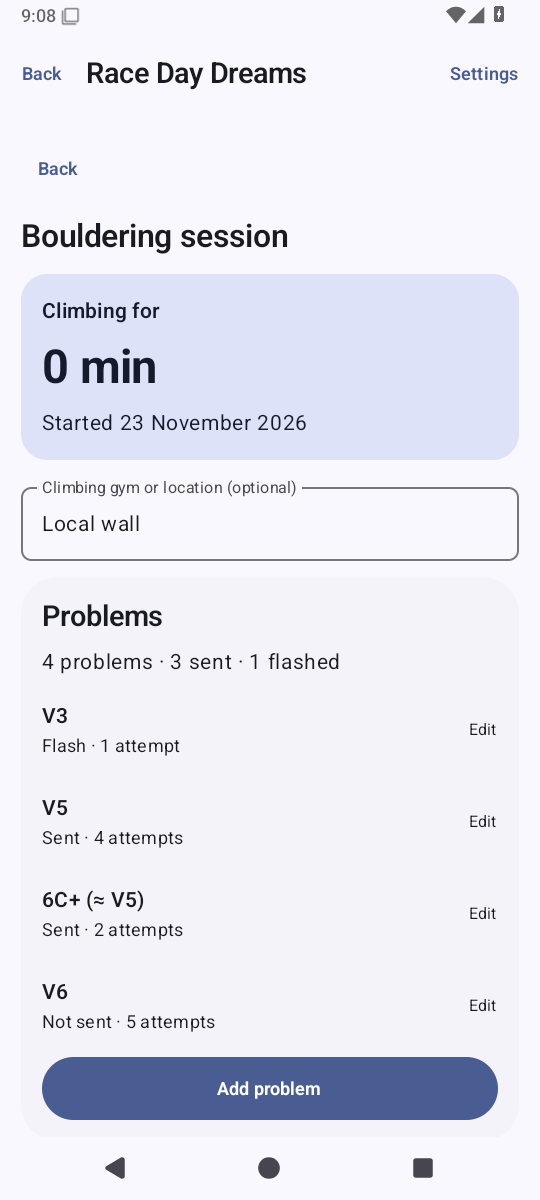 9:08
Back Race Day Dreams Settings
Back
Bouldering session
Climbing for
0 min
Started 23 November 2026
Climbing gym or location (optional)
Local wall
Problems
4 problems · 3 sent · 1 flashed
V3
Flash · 1 attempt
Edit
V5
Sent · 4 attempts
Edit
6C+ (≈ V5)
Sent · 2 attempts
Edit
V6
Not sent · 5 attempts
Edit
Add problem